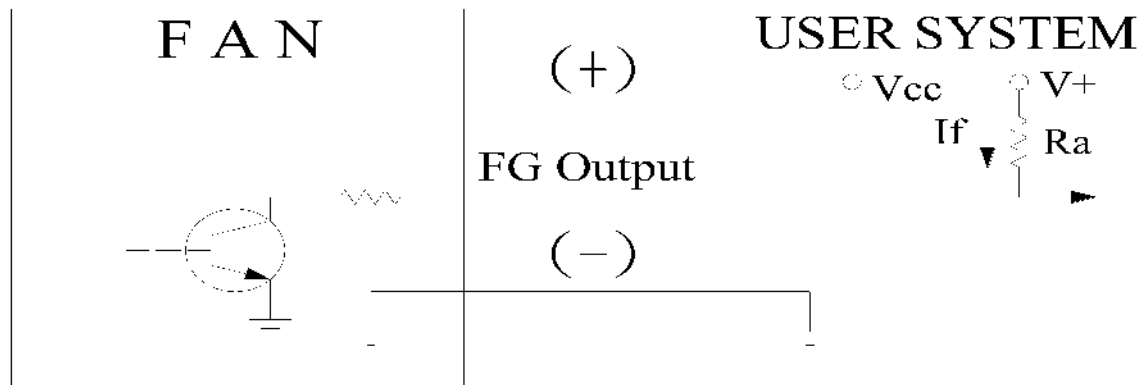 F A N
USER SYSTEM
(+)
Vcc
V+
If
Ra
FG Output
(-)